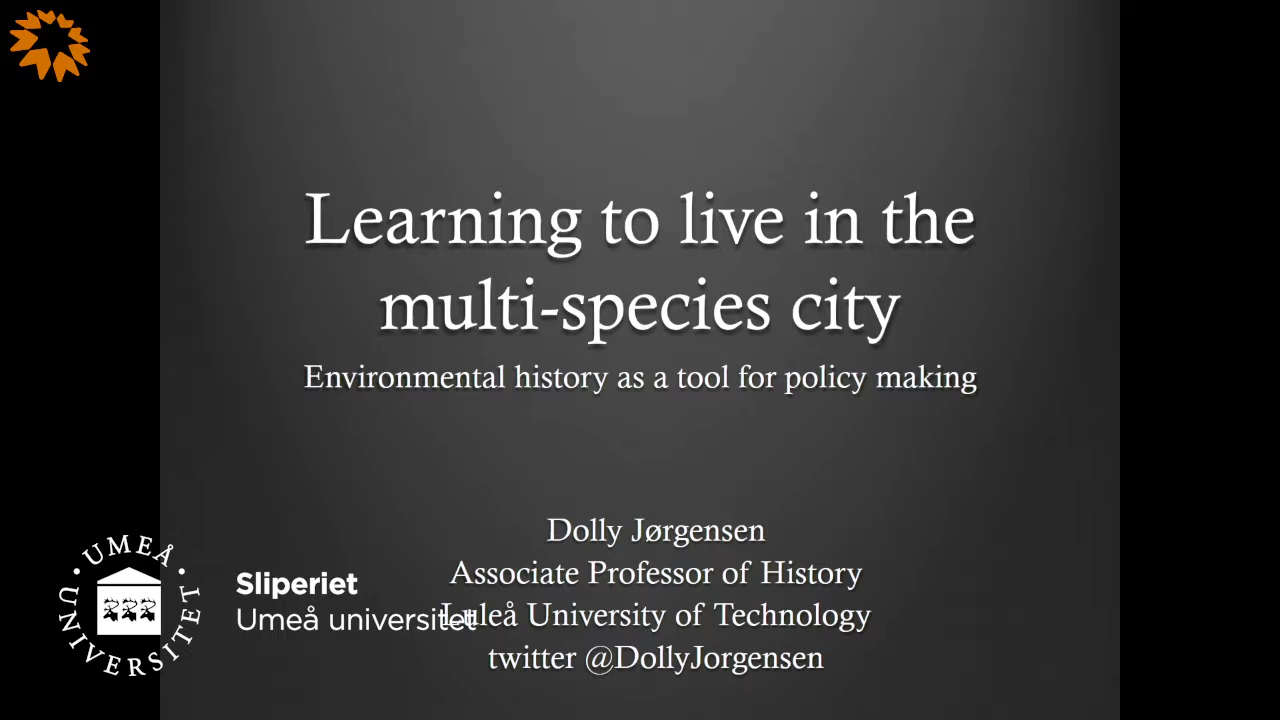 Learning to live in the
multi-species city
Environmental history as a tool for policy making
Dolly Jørgensen
Associate Professor of History
Luleå University of Technology
twitter @DollyJorgensen
UMEÅ UNIVERSITET
Sliperiet
Umeå universitet